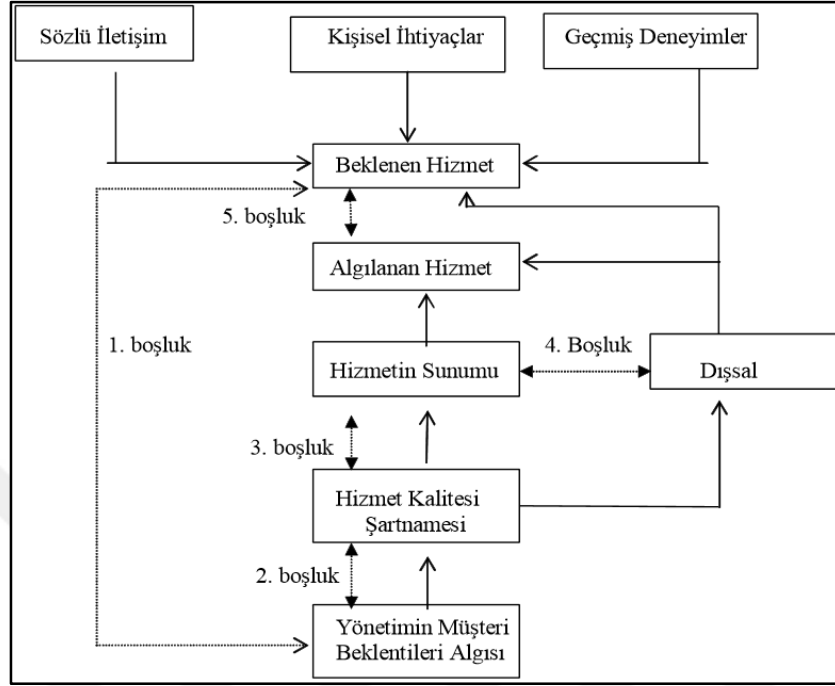 Sözlü İletişim
Kişisel İhtiyaçlar
Geçmiş Deneyimler
Beklenen Hizmet
5. boşluk
Algılanan Hizmet
1. boşluk
4. Boşluk
Hizmetin Sunumu
Dışsal
3. boşluk
Hizmet Kalitesi
Şartnamesi
2. boşluk
Yönetimin Müşteri
Beklentileri Algısı